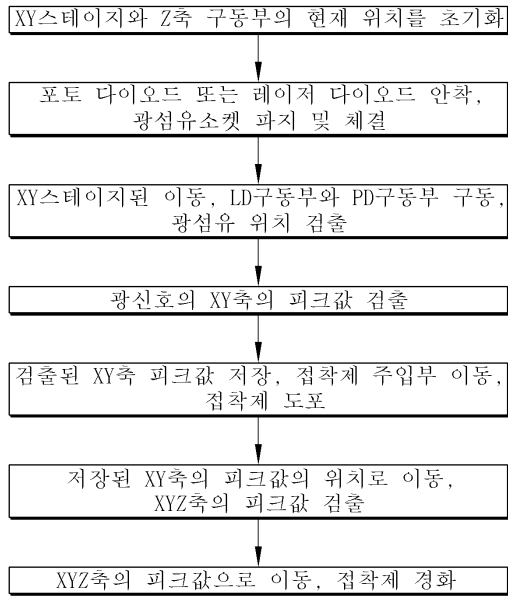 XY스테이지와 Z축 구동부의 현재 위치를 초기화
포토 다이오드 또는 레이저 다이오드 안착,
광섬유소켓 파지 및 체결
XY스테이지된 이동, LD구동부와 PD구동부 구동,
광섬유 위치 검출
광신호의 XY축의 피크값 검출
검출된 XY축 피크값 저장, 접착제 주입부 이동,
접착제 도포
저장된 XY축의 피크값의 위치로 이동,
XYZ축의 피크값 검출
XYZ축의 피크값으로 이동, 접착제 경화